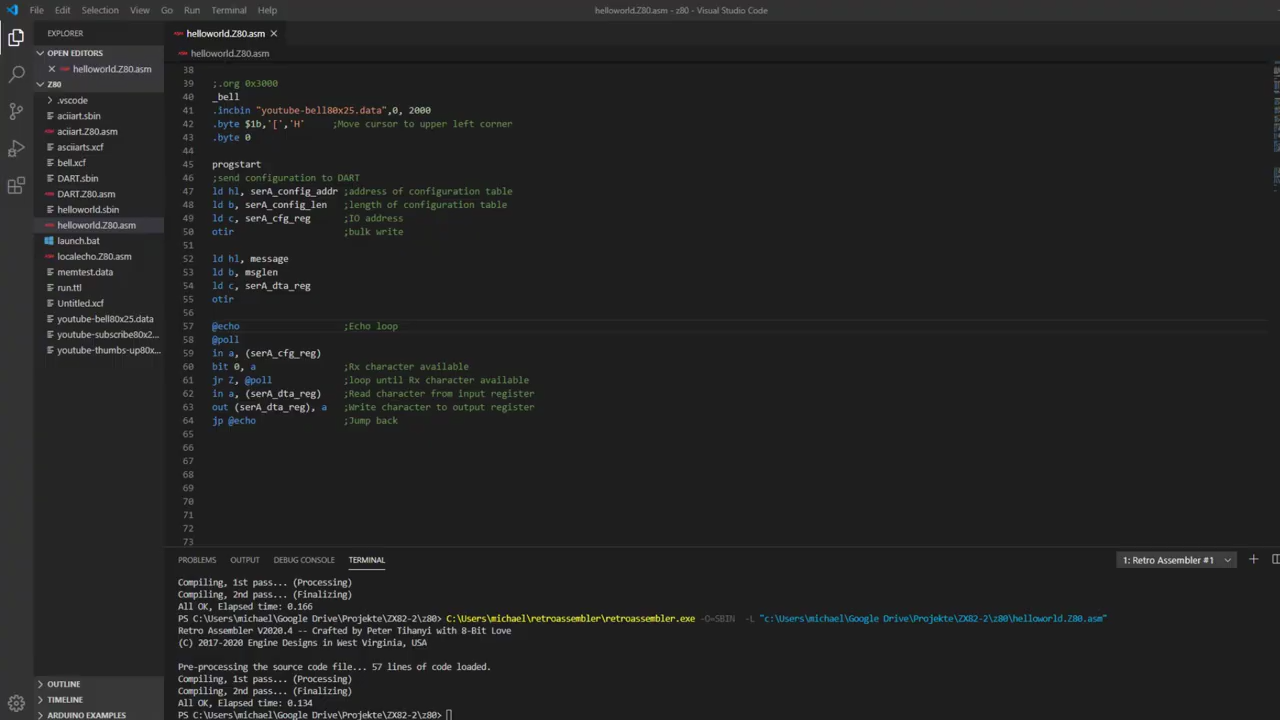 File Edit Selection View Go Run Terminal Help
helloworld.Z80.asm - z80 - Visual Studio Code
EXPLORER
OPEN EDITORS
helloworld.Z80.asm
Z80
.vscode
aciiart.sbin
aciiart.Z80.asm
asciiarts.xcf
bell.xcf
DART.sbin
DART.Z80.asm
helloworld.sbin
helloworld.Z80.asm
launch.bat
localecho.Z80.asm
memtest.data
run.ttl
Untitled.xcf
youtube-bell80x25.data
youtube-subscribe80x2...
youtube-thumbs-up80x...
OUTLINE
TIMELINE
ARDUINO EXAMPLES
helloworld.Z80.asm
helloworld.Z80.asm
38
39 ;.org 0x3000
40 _bell
41 .incbin "youtube-bell80x25.data",0, 2000
42 .byte $1b,'[','H' ;Move cursor to upper left corner
43 .byte 0
44
45 progstart
46 ;send configuration to DART
47 ld hl, serA_config_addr ;address of configuration table
48 ld b, serA_config_len ;length of configuration table
49 ld c, serA_cfg_reg ;IO address
50 otir ;bulk write
51
52 ld hl, message
53 ld b, msglen
54 ld c, serA_dta_reg
55 otir
56
57 @echo ;Echo loop
58 @poll
59 in a, (serA_cfg_reg)
60 bit 0, a ;Rx character available
61 jr Z, @poll ;loop until Rx character available
62 in a, (serA_dta_reg) ;Read character from input register
63 out (serA_dta_reg), a ;Write character to output register
64 jp @echo ;Jump back
65
66
67
68
69
70
71
72
73
PROBLEMS OUTPUT DEBUG CONSOLE TERMINAL
1: Retro Assembler #1
Compiling, 1st pass... (Processing)
Compiling, 2nd pass... (Finalizing)
All OK, Elapsed time: 0.166
PS C:\Users\michael\Google Drive\Projekte\ZX82-2\z80> C:\Users\michael\retroassembler\retroassembler.exe -O=SBIN -L "c:\Users\michael\Google Drive\Projekte\ZX82-2\z80\helloworld.Z80.asm"
Retro Assembler V2020.4 -- Crafted by Peter Tihanyi with 8-Bit Love
(C) 2017-2020 Engine Designs in West Virginia, USA
Pre-processing the source code file... 57 lines of code loaded.
Compiling, 1st pass... (Processing)
Compiling, 2nd pass... (Finalizing)
All OK, Elapsed time: 0.134
PS C:\Users\michael\Google Drive\Projekte\ZX82-2\z80>